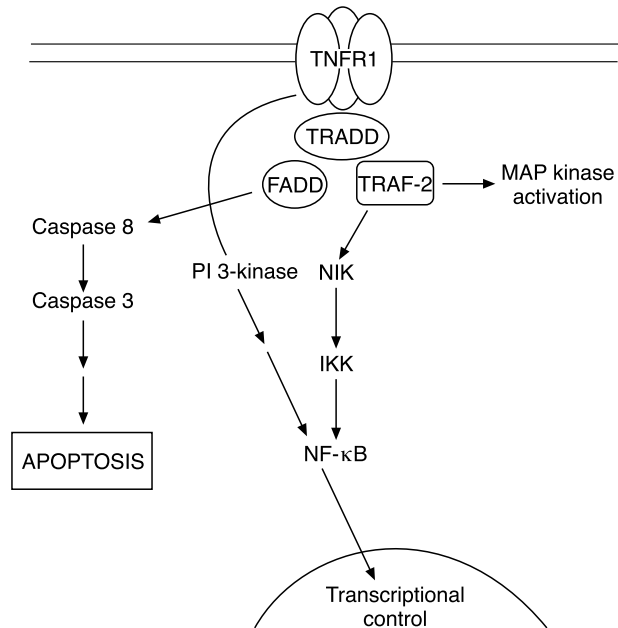 TNFR1
TRADD
FADD
TRAF-2
MAP kinase
activation
Caspase 8
PI 3-kinase
NIK
Caspase 3
IKK
NF-κB
APOPTOSIS
Transcriptional
control